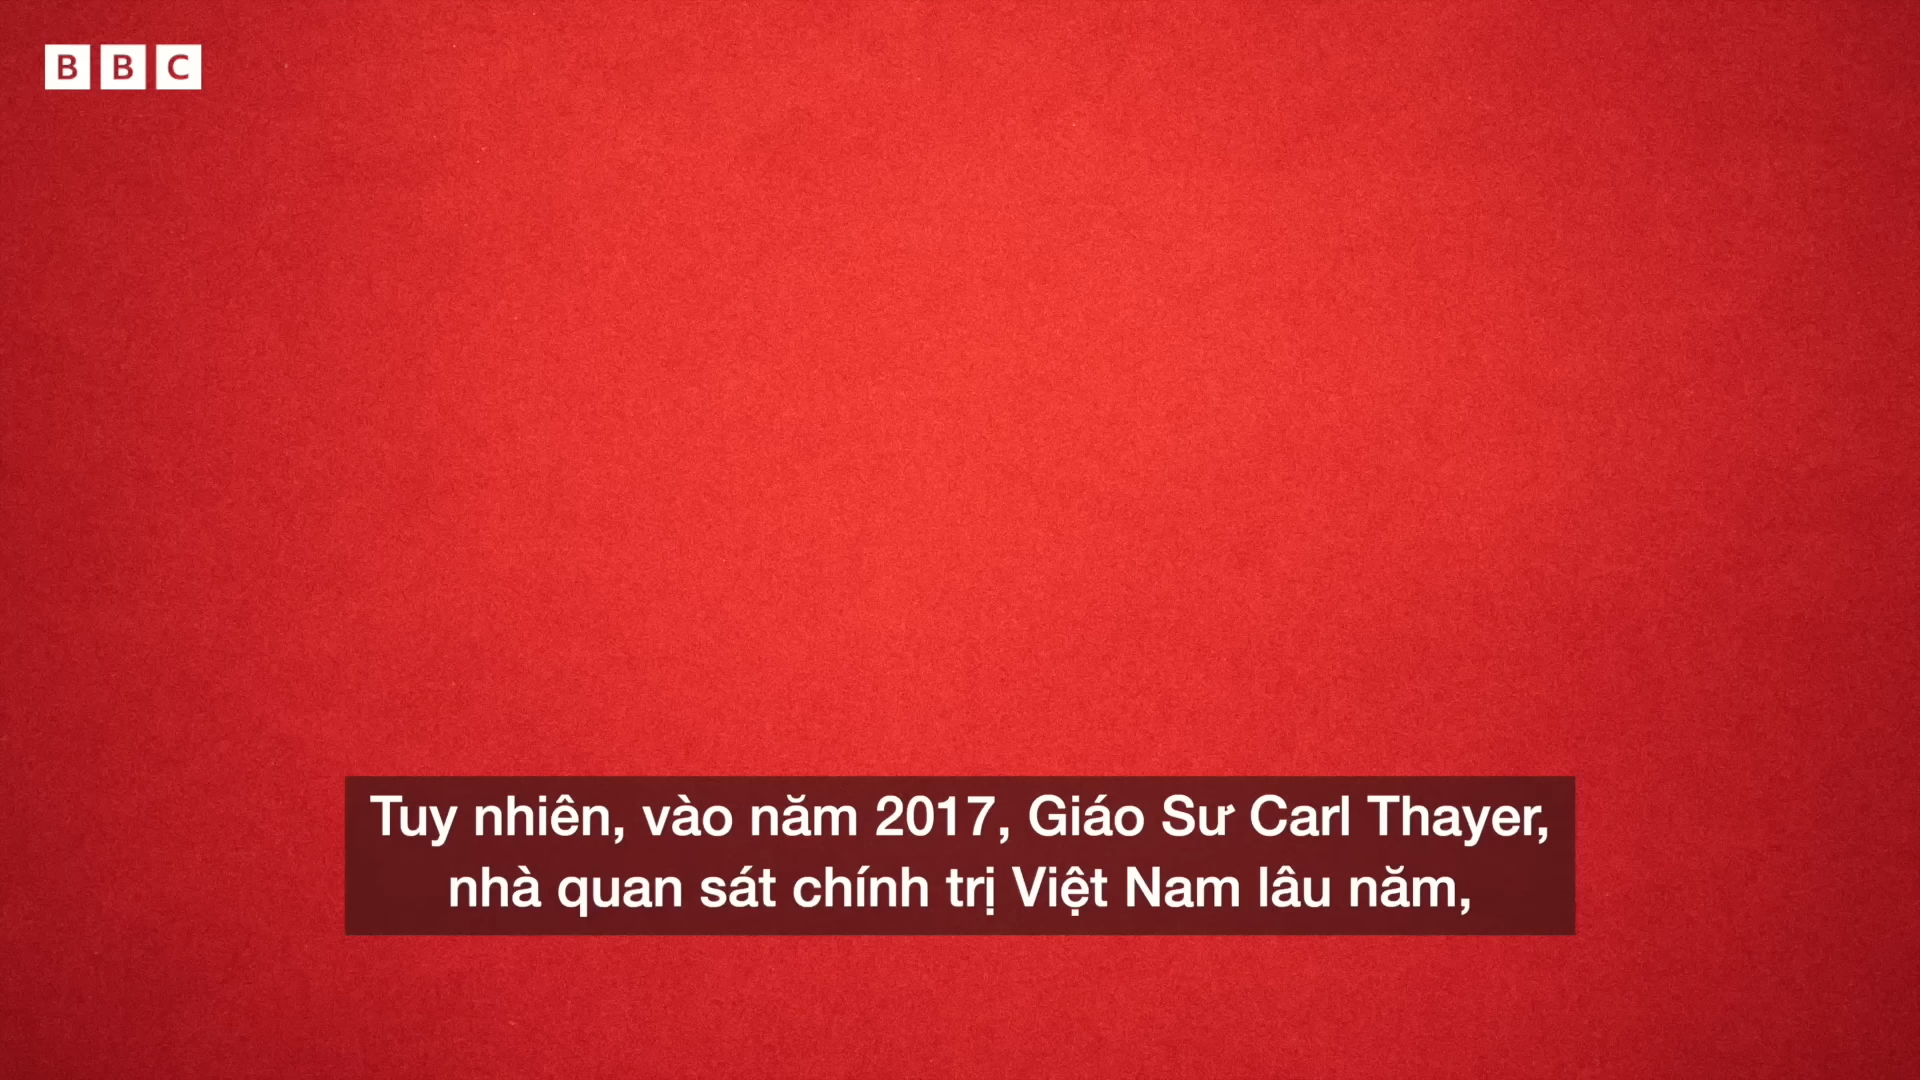 BBC
Tuy nhiên, vào năm 2017, Giáo Sư Carl Thayer,
nhà quan sát chính trị Việt Nam lâu năm,